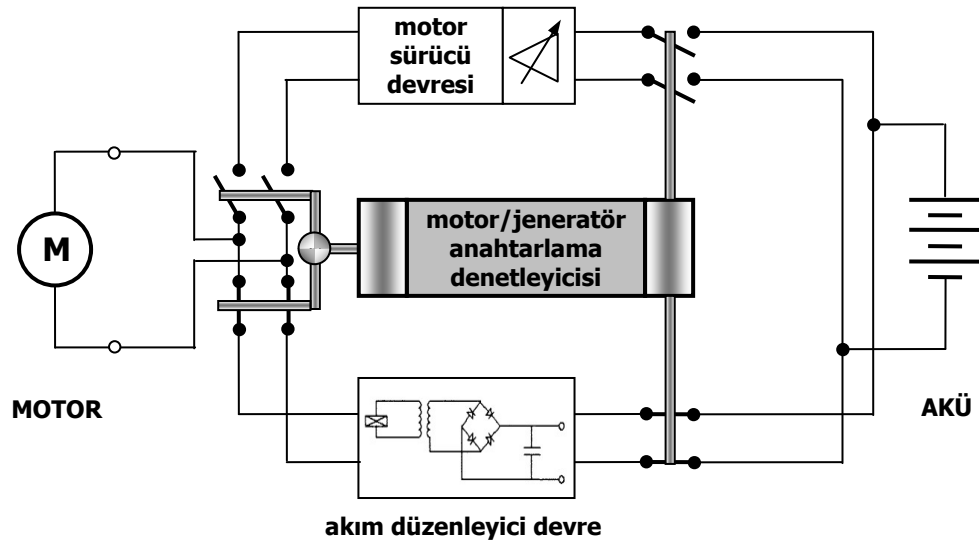 motor
sürücü
devresi
M
motor/jeneratör
anahtarlama
denetleyicisi
MOTOR
AKÜ
akım düzenleyici devre